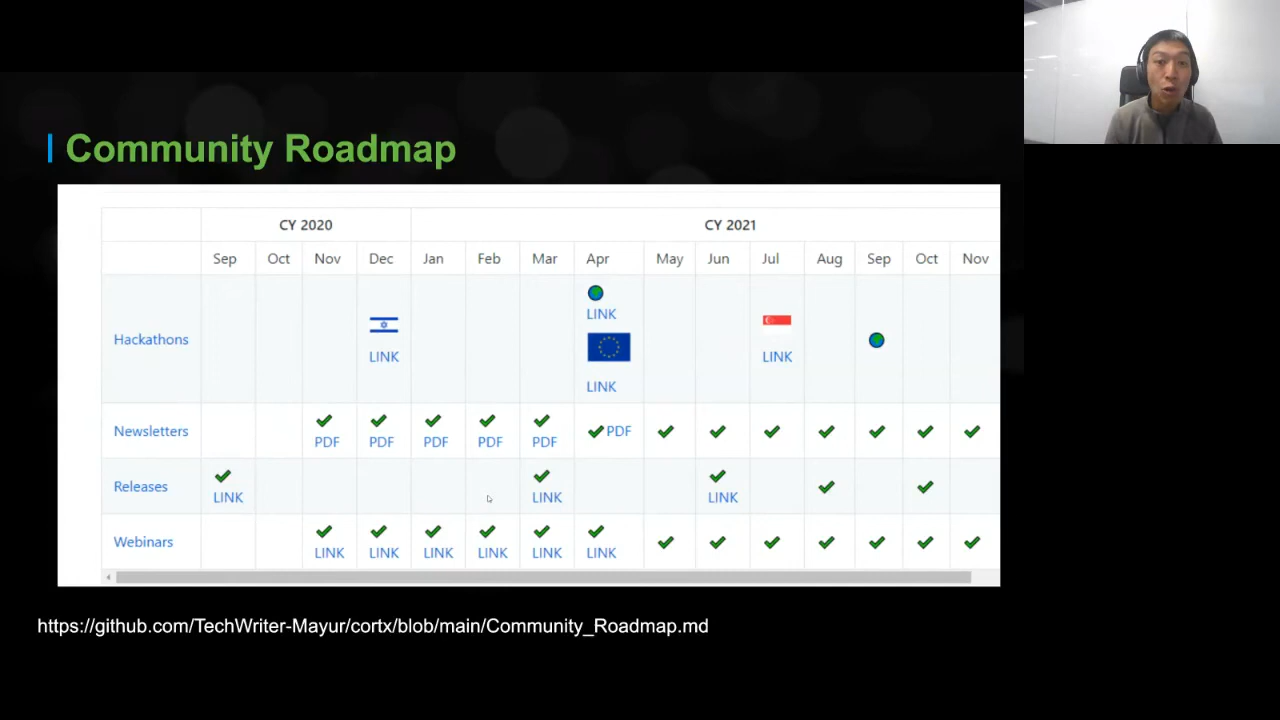 Community Roadmap
CY 2020 CY 2021
Sep Oct Nov Dec Jan Feb Mar Apr May Jun Jul Aug Sep Oct Nov
Hackathons
LINK
LINK
LINK
LINK
Newsletters
PDF PDF PDF PDF PDF PDF
Releases
LINK LINK LINK
Webinars
LINK LINK LINK LINK LINK LINK
https://github.com/TechWriter-Mayur/cortx/blob/main/Community_Roadmap.md